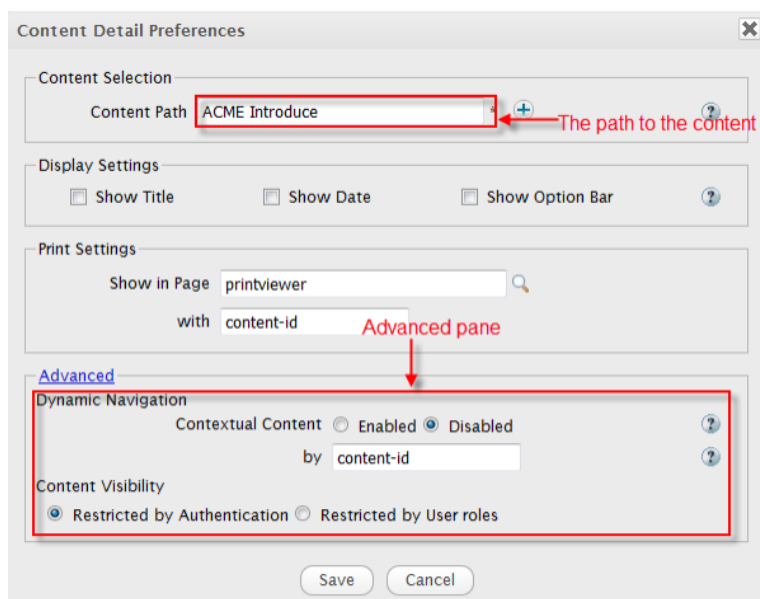 Content Detail Preferences
Content Selection
Content Path ACME Introduce *
The path to the content
Display Settings
Show Title Show Date Show Option Bar
Print Settings
Show in Page printviewer
with content-id
Advanced pane
Advanced
Dynamic Navigation
Contextual Content Enabled Disabled
by content-id
Content Visibility
Restricted by Authentication Restricted by User roles
Save Cancel